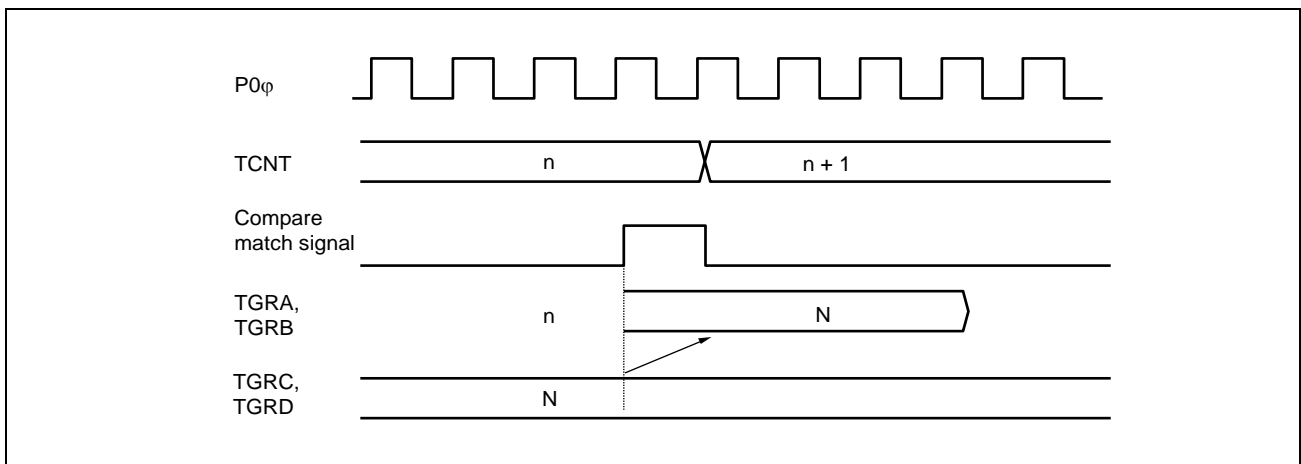 P0φ
TCNT
n
n + 1
Compare
match signal
TGRA,
TGRB
n
N
TGRC,
TGRD
N